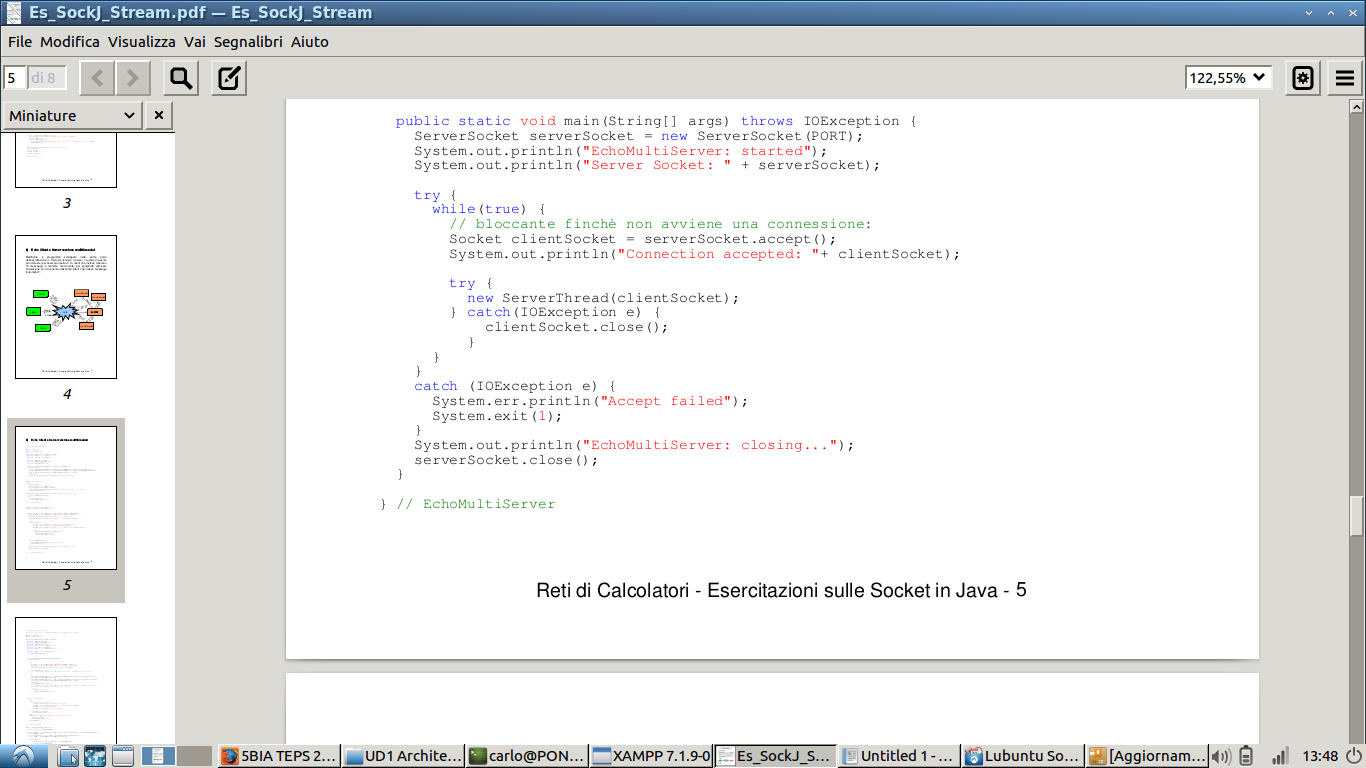 Es_SockJ_Stream.pdf — Es_SockJ_Stream
File Modifica Visualizza Vai Segnalibri Aiuto
5 di 8
122,55%
Miniature
3
4
5
public static void main(String[] args) throws IOException {
ServerSocket serverSocket = new ServerSocket(PORT);
System.out.println("EchoMultiServer: started");
System.out.println("Server Socket: " + serverSocket);
try {
while(true) {
// bloccante finchè non avviene una connessione:
Socket clientSocket = serverSocket.accept();
System.out.println("Connection accepted: "+ clientSocket);
try {
new ServerThread(clientSocket);
} catch(IOException e) {
clientSocket.close();
}
}
}
catch (IOException e) {
System.err.println("Accept failed");
System.exit(1);
}
System.out.println("EchoMultiServer: closing...");
serverSocket.close();
}
} // EchoMultiServer
Reti di Calcolatori - Esercitazioni sulle Socket in Java - 5
5BIA TEPS 2... UD1 Archite... carlo@PON... XAMPP 7.1.9-0 Es_SockJ_S... Untitled 1 - ... Lubuntu So... [Aggiornam... 13:48